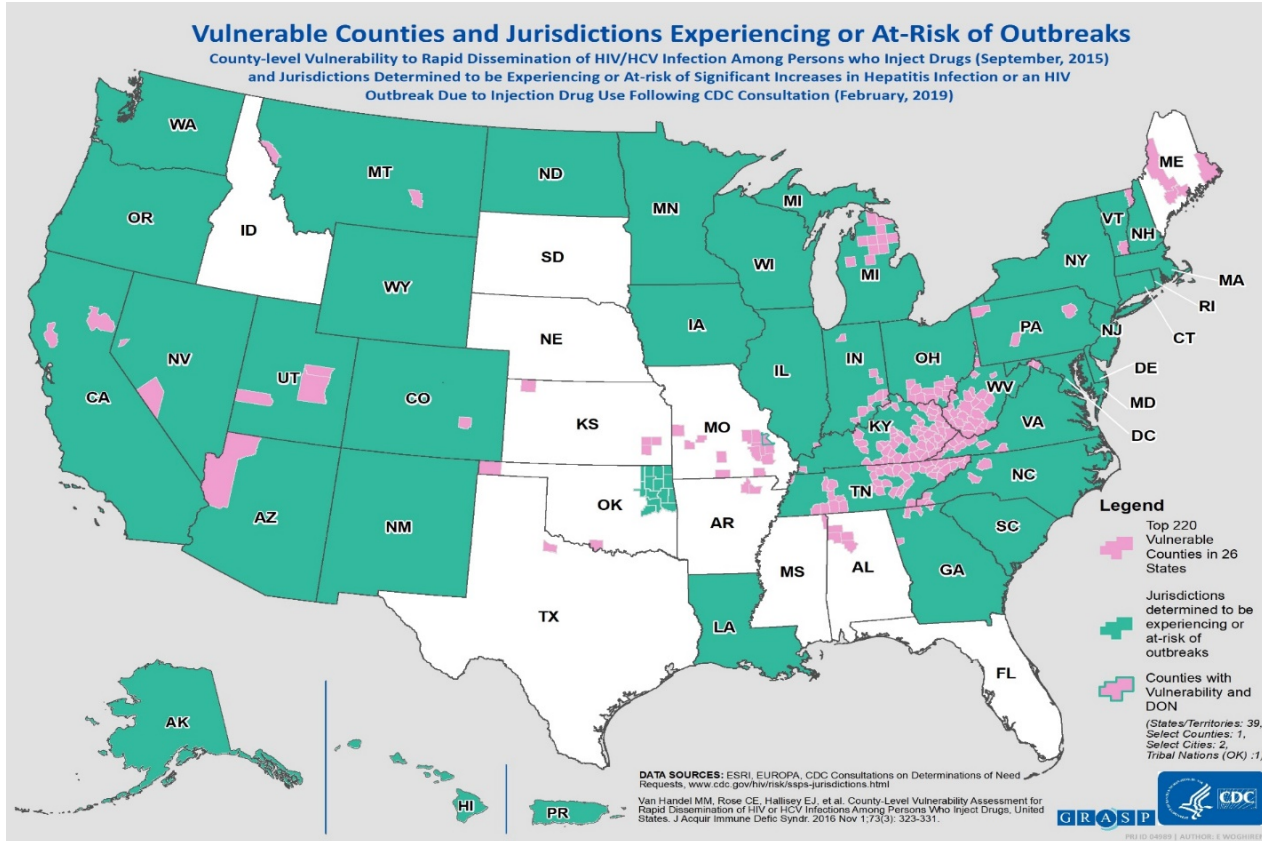 Vulnerable Counties and Jurisdictions Experiencing or At-Risk of Outbreaks
County-level Vulnerability to Rapid Dissemination of HIV/HCV Infection Among Persons who Inject Drugs (September, 2015)
and Jurisdictions Determined to be Experiencing or At-risk of Significant Increases in Hepatitis Infection or an HIV
Outbreak Due to Injection Drug Use Following CDC Consultation (February, 2019)
WA
MT
ND
MN
MI
ME
VT
NH
OR
ID
SD
WI
NY
MI
MA
RI
WY
IA
PA
NJ
CT
NE
NV
UT
CO
IL
IN
OH
WV
DE
MD
DC
CA
KS
MO
KY
VA
AZ
NM
OK
AR
TN
NC
SC
MS
AL
GA
TX
LA
FL
AK
HI
PR
Legend
Top 220
Vulnerable
Counties in 26
States
Jurisdictions
determined to be
experiencing or
at-risk of
outbreaks
Counties with
Vulnerability and
DON
(States/Territories: 39,
Select Counties: 1,
Select Cities: 2,
Tribal Nations (OK) :1)
DATA SOURCES: ESRI, EUROPA, CDC Consultations on Determinations of Need
Requests, www.cdc.gov/hiv/risk/ssps-jurisdictions.html
Van Handel MM, Rose CE, Hallisey EJ, et al. County-Level Vulnerability Assessment for
Rapid Dissemination of HIV or HCV Infections Among Persons Who Inject Drugs, United
States. J Acquir Immune Defic Syndr. 2016 Nov 1;73(3): 323-331.
GRASP
CDC
PRJ ID 04989 | AUTHOR: E WOGHIREN